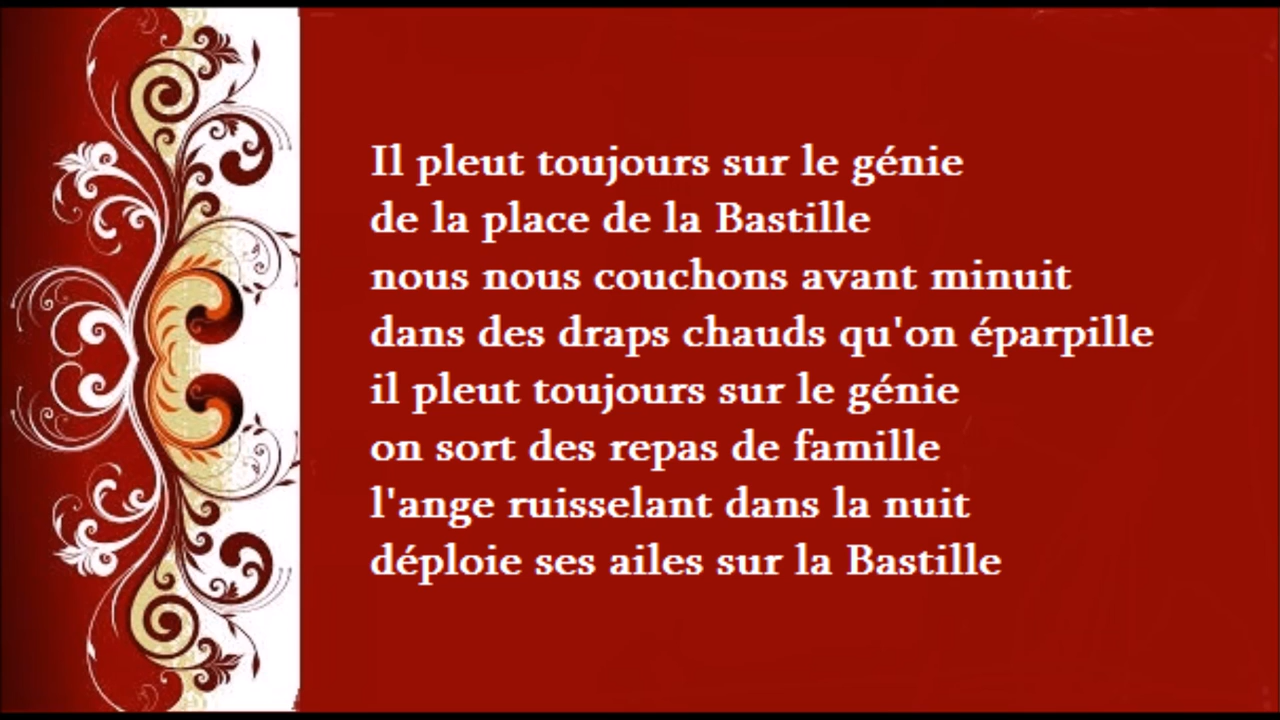 Il pleut toujours sur le génie
de la place de la Bastille
nous nous couchons avant minuit
dans des draps chauds qu'on éparpille
il pleut toujours sur le génie
on sort des repas de famille
l'ange ruisselant dans la nuit
déploie ses ailes sur la Bastille